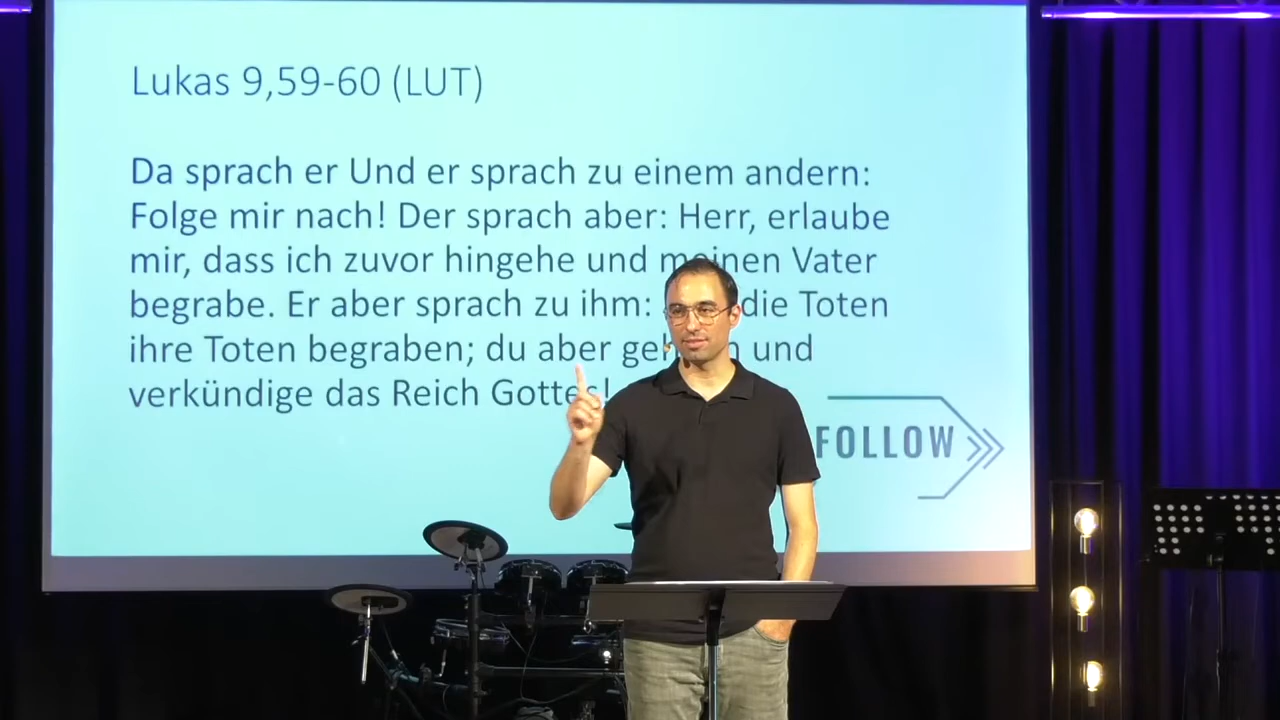 Lukas 9,59-60 (LUT)
Da sprach er Und er sprach zu einem andern:
Folge mir nach! Der sprach aber: Herr, erlaube
mir, dass ich zuvor hingehe und meinen Vater
begrabe. Er aber sprach zu ihm: die Toten
ihre Toten begraben; du aber und
verkündige das Reich Gottes!
FOLLOW